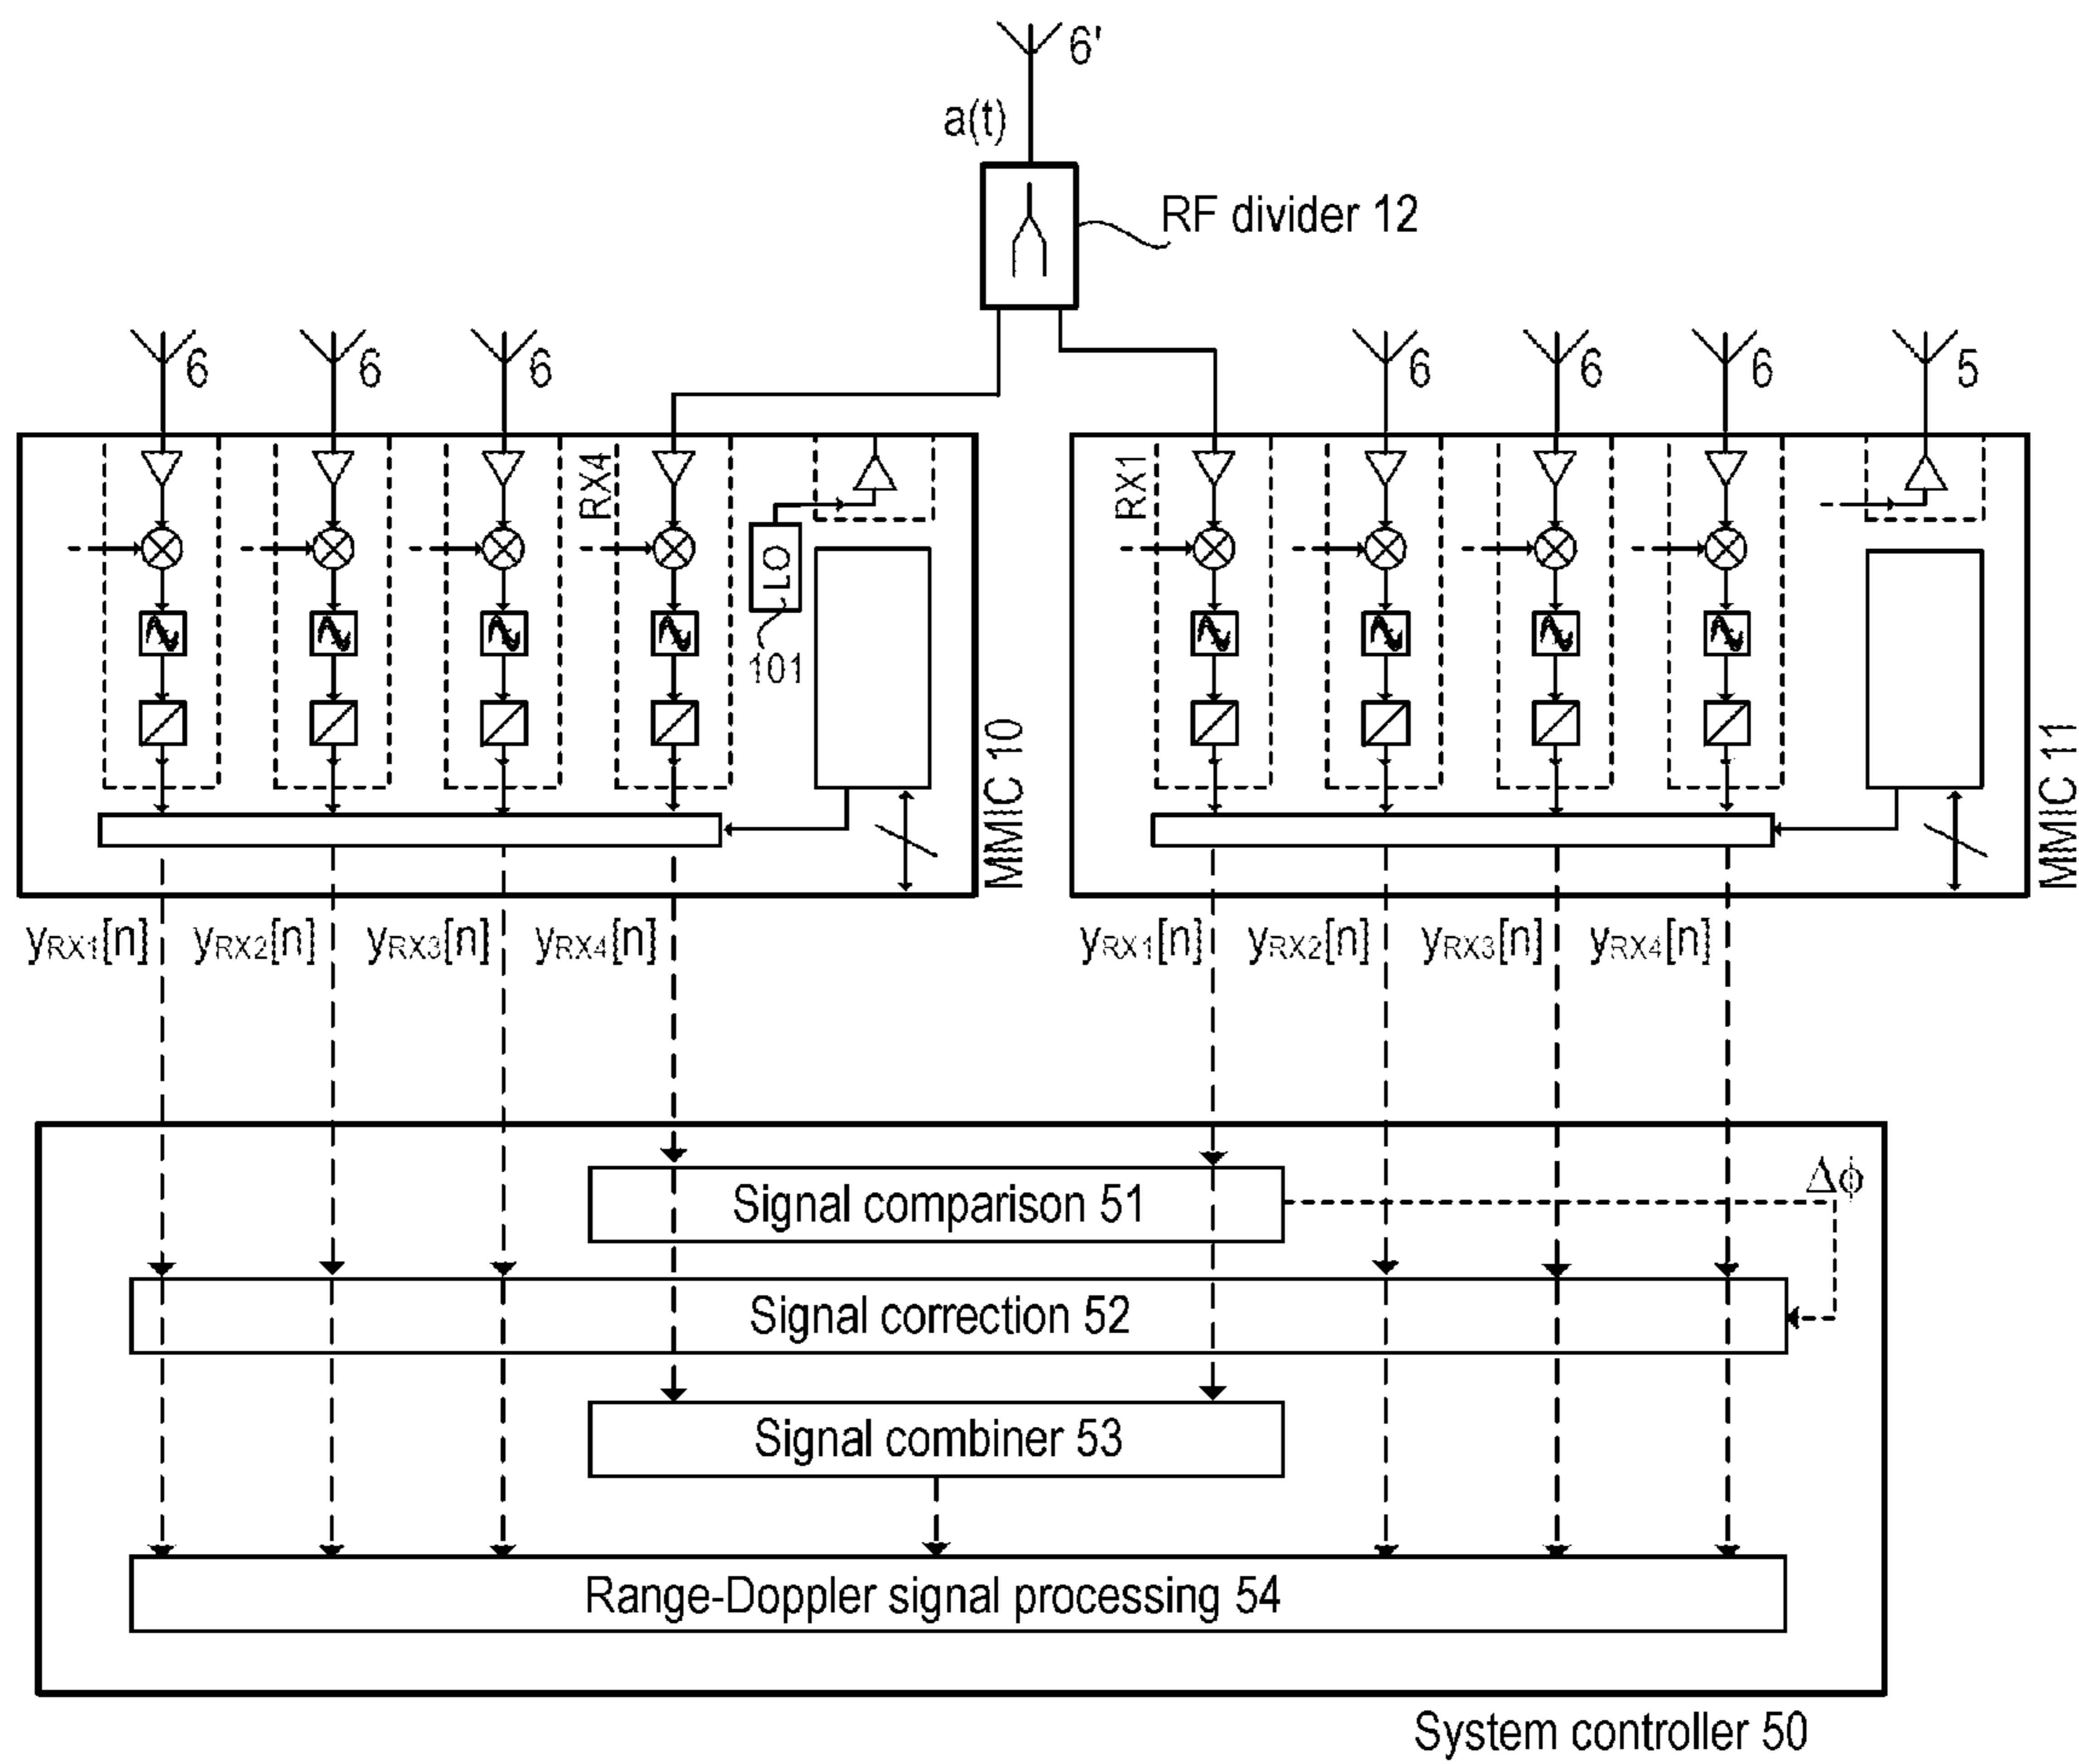 6'
a(t)
RF divider 12
6
6
6
6
6
6
5
RX4
LO
101
MMIC 10
RX1
MMIC 11
yRX1[n]
yRX2[n]
yRX3[n]
yRX4[n]
yRX1[n]
yRX2[n]
yRX3[n]
yRX4[n]
Signal comparison 51
Δϕ
Signal correction 52
Signal combiner 53
Range-Doppler signal processing 54
System controller 50